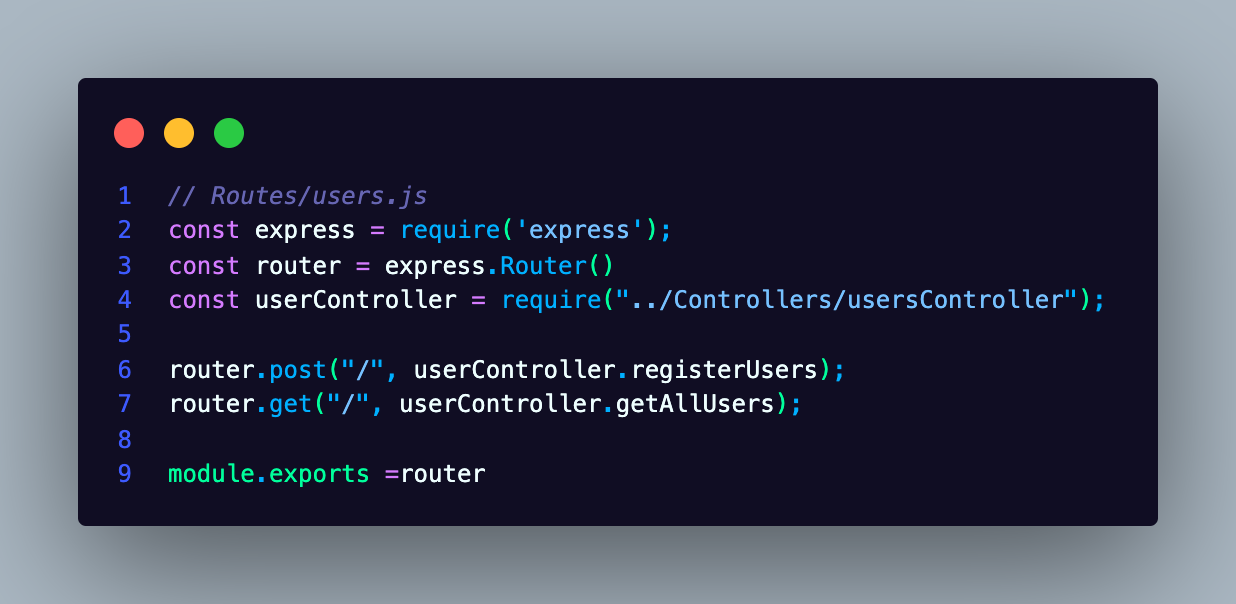 1 // Routes/users.js
2 const express = require('express');
3 const router = express.Router()
4 const userController = require("../Controllers/usersController");
5
6 router.post("/", userController.registerUsers);
7 router.get("/", userController.getAllUsers);
8
9 module.exports =router